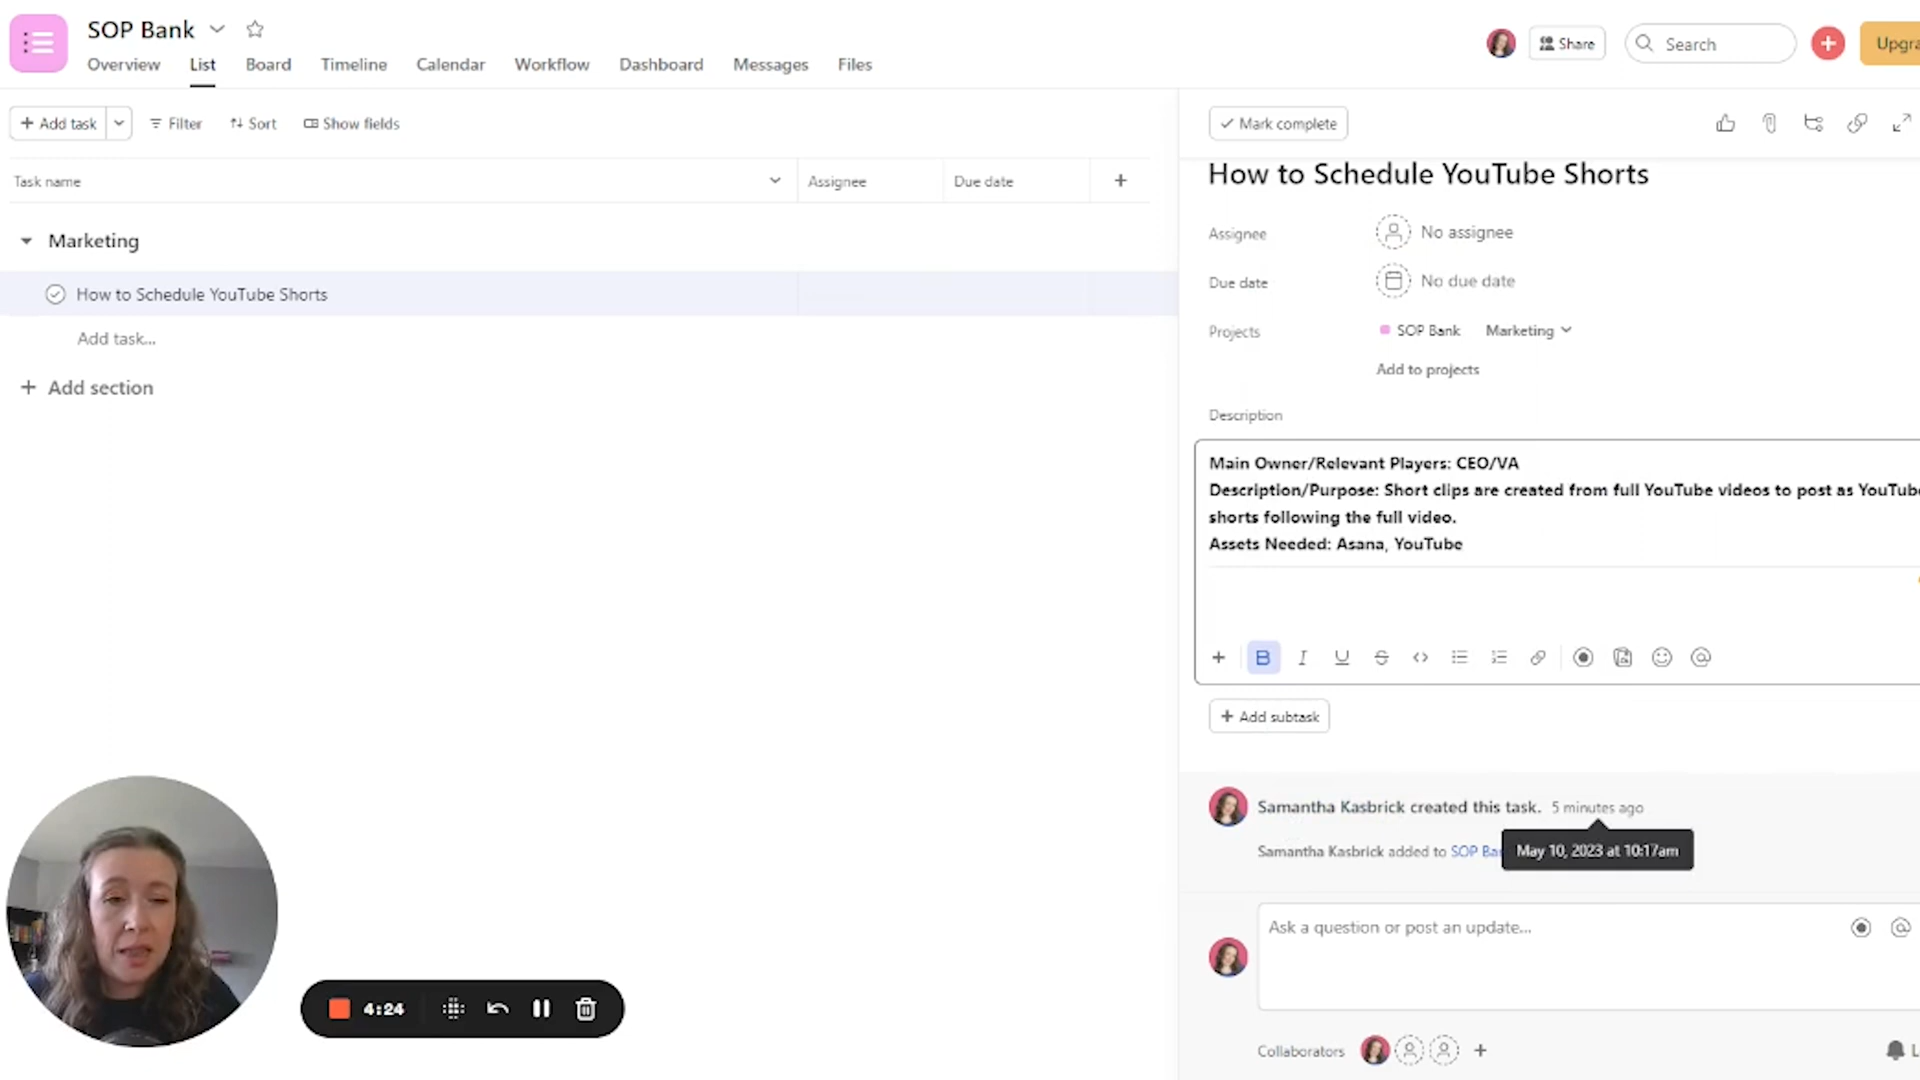 SOP Bank
Overview List Board Timeline Calendar Workflow Dashboard Messages Files
Share
Search
+ Add task Filter Sort Show fields
Task name Assignee Due date +
Marketing
How to Schedule YouTube Shorts
Add task...
+ Add section
Mark complete
How to Schedule YouTube Shorts
Assignee No assignee
Due date No due date
Projects SOP Bank Marketing
Add to projects
Description
Main Owner/Relevant Players: CEO/VA
Description/Purpose: Short clips are created from full YouTube videos to post as YouTube
shorts following the full video.
Assets Needed: Asana, YouTube
+ B I U S <> @
+ Add subtask
Samantha Kasbrick created this task. 5 minutes ago
Samantha Kasbrick added to SOP
May 10, 2023 at 10:17am
Ask a question or post an update...
Collaborators +
4:24